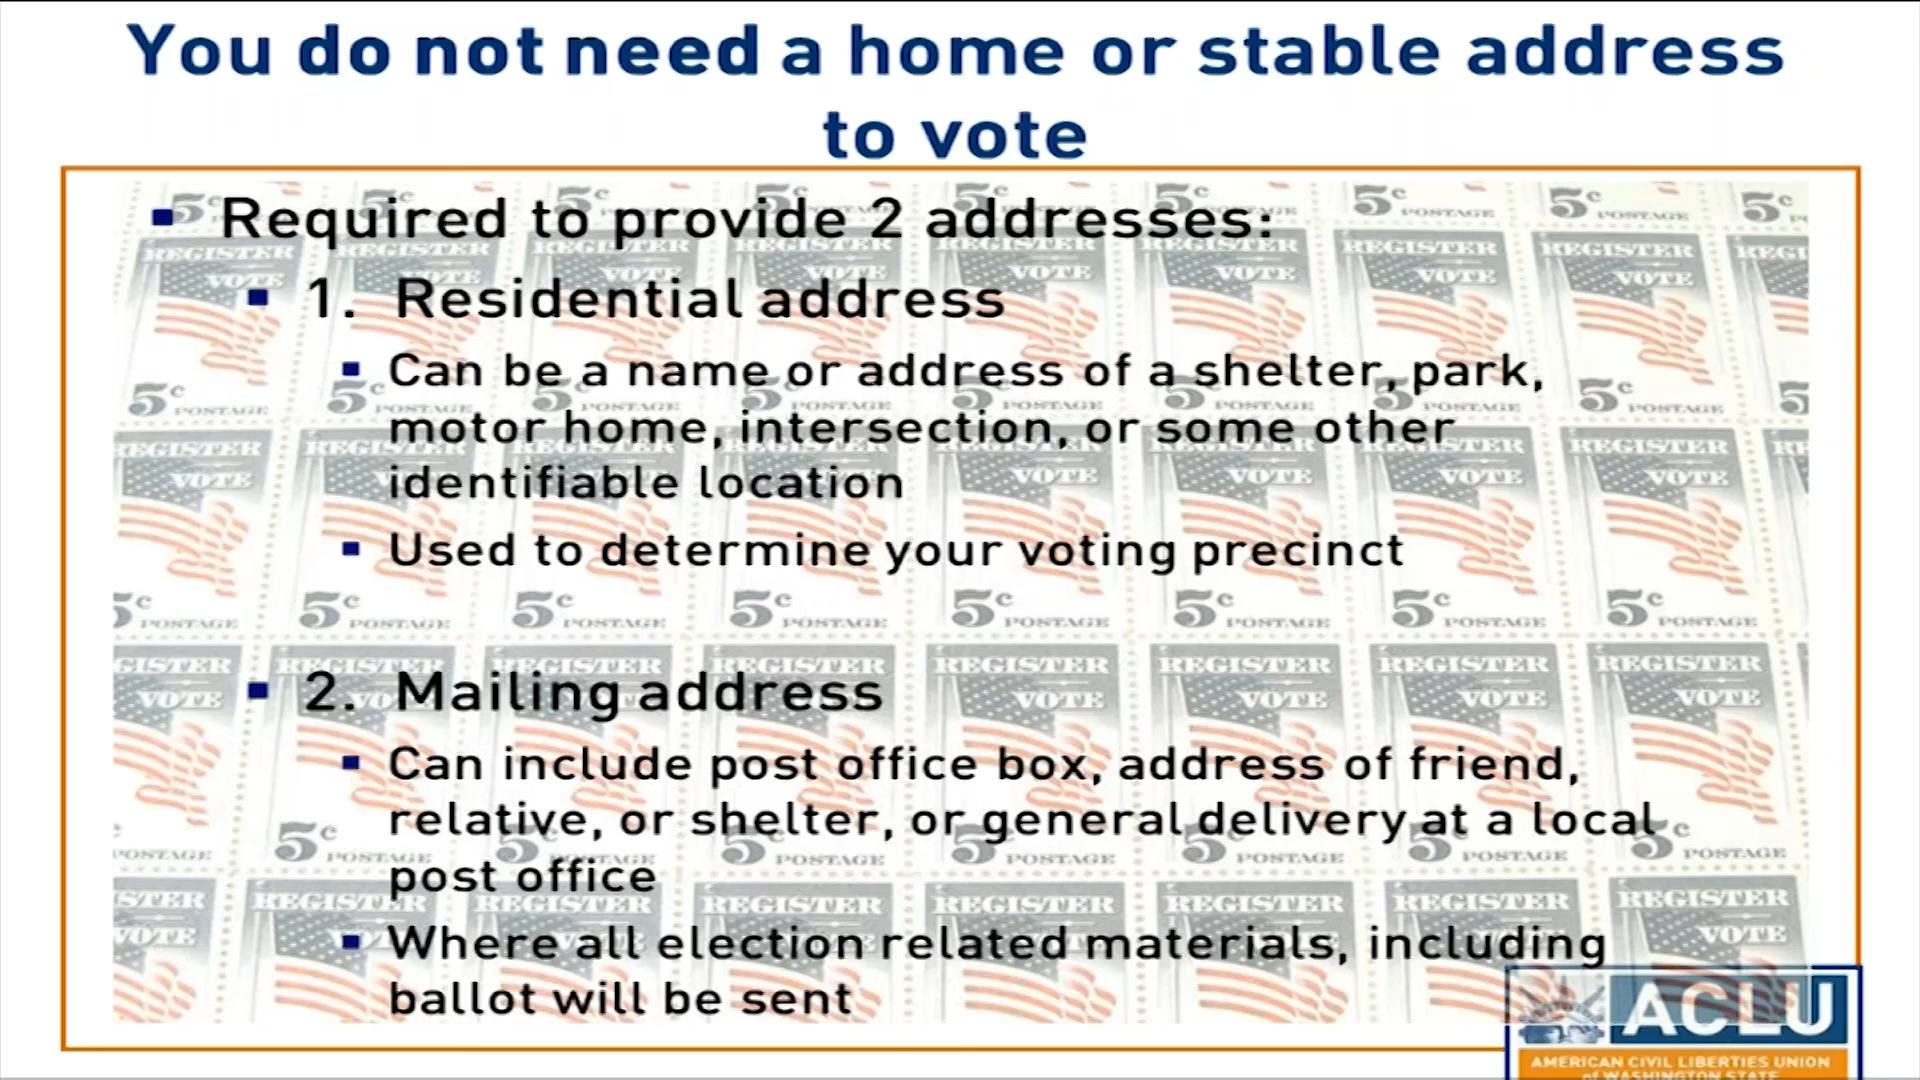 You do not need a home or stable address
to vote
▪ Required to provide 2 addresses:
▪ 1. Residential address
▪ Can be a name or address of a shelter, park,
motor home, intersection, or some other
identifiable location
▪ Used to determine your voting precinct
▪ 2. Mailing address
▪ Can include post office box, address of friend,
relative, or shelter, or general delivery at a local
post office
▪ Where all election related materials, including
ballot will be sent
ACLU
AMERICAN CIVIL LIBERTIES UNION
of WASHINGTON STATE